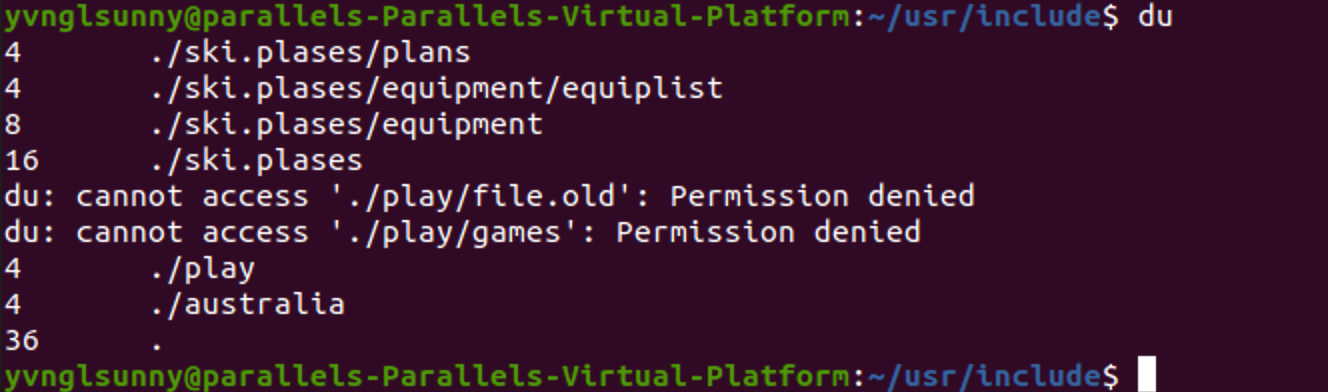 yvnglsunny@parallels-Parallels-Virtual-Platform:~/usr/include$ du
4	./ski.plases/plans
4	./ski.plases/equipment/equiplist
8	./ski.plases/equipment
16	./ski.plases
du: cannot access './play/file.old': Permission denied
du: cannot access './play/games': Permission denied
4	./play
4	./australia
36	.
yvnglsunny@parallels-Parallels-Virtual-Platform:~/usr/include$